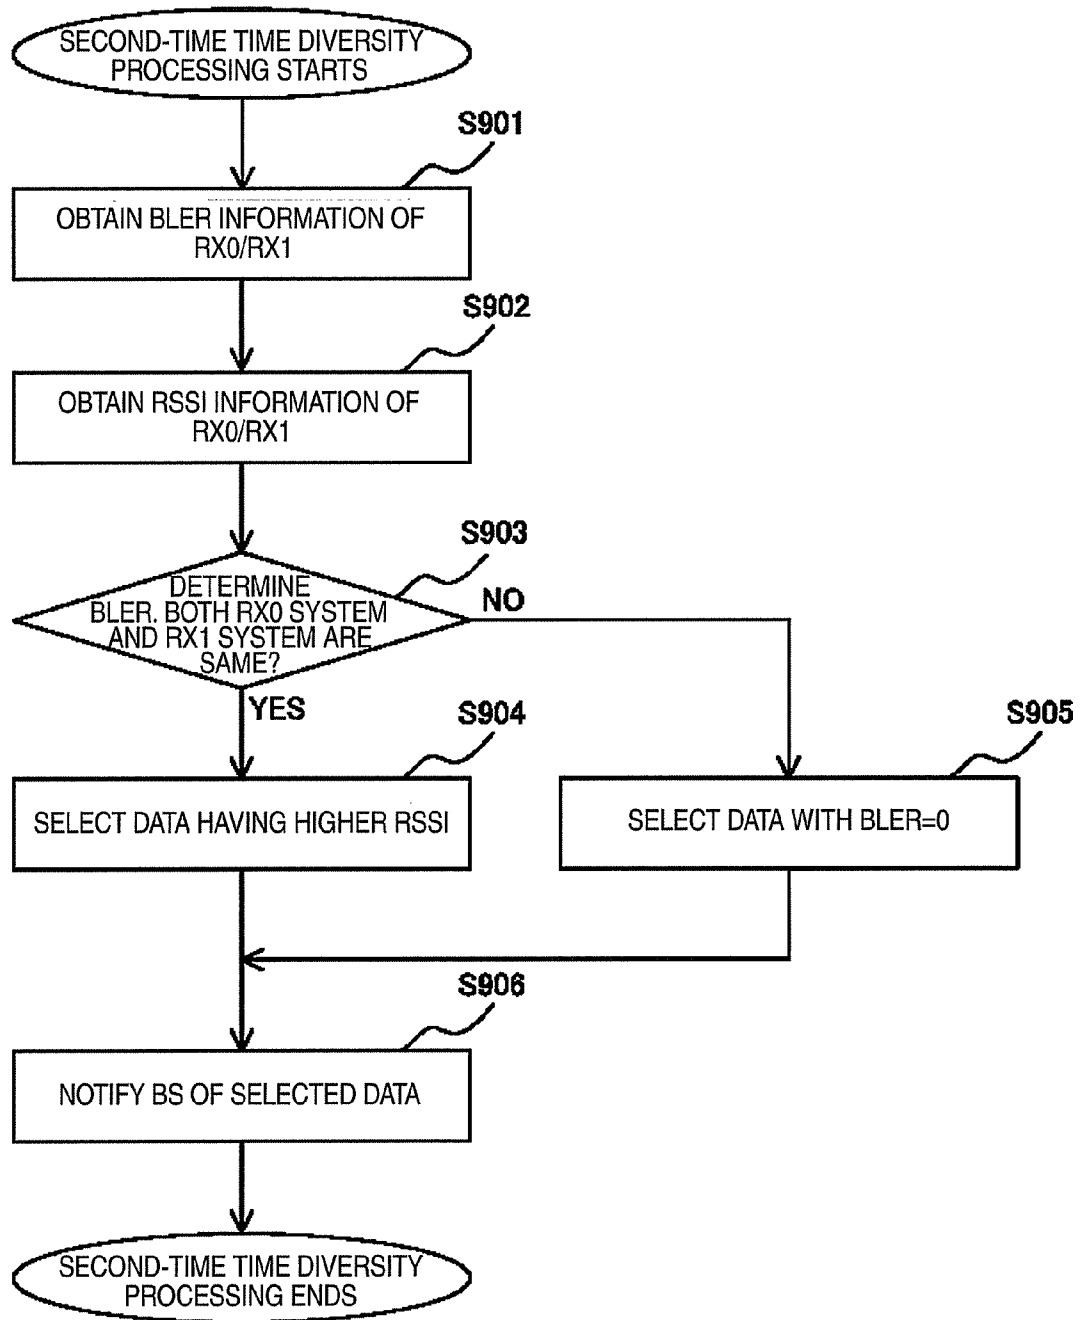 SECOND-TIME TIME DIVERSITY
PROCESSING STARTS
S901
OBTAIN BLER INFORMATION OF
RX0/RX1
S902
OBTAIN RSSI INFORMATION OF
RX0/RX1
S903
DETERMINE
BLER. BOTH RX0 SYSTEM
AND RX1 SYSTEM ARE
SAME?
NO
YES
S904
SELECT DATA HAVING HIGHER RSSI
S905
SELECT DATA WITH BLER=0
S906
NOTIFY BS OF SELECTED DATA
SECOND-TIME TIME DIVERSITY
PROCESSING ENDS